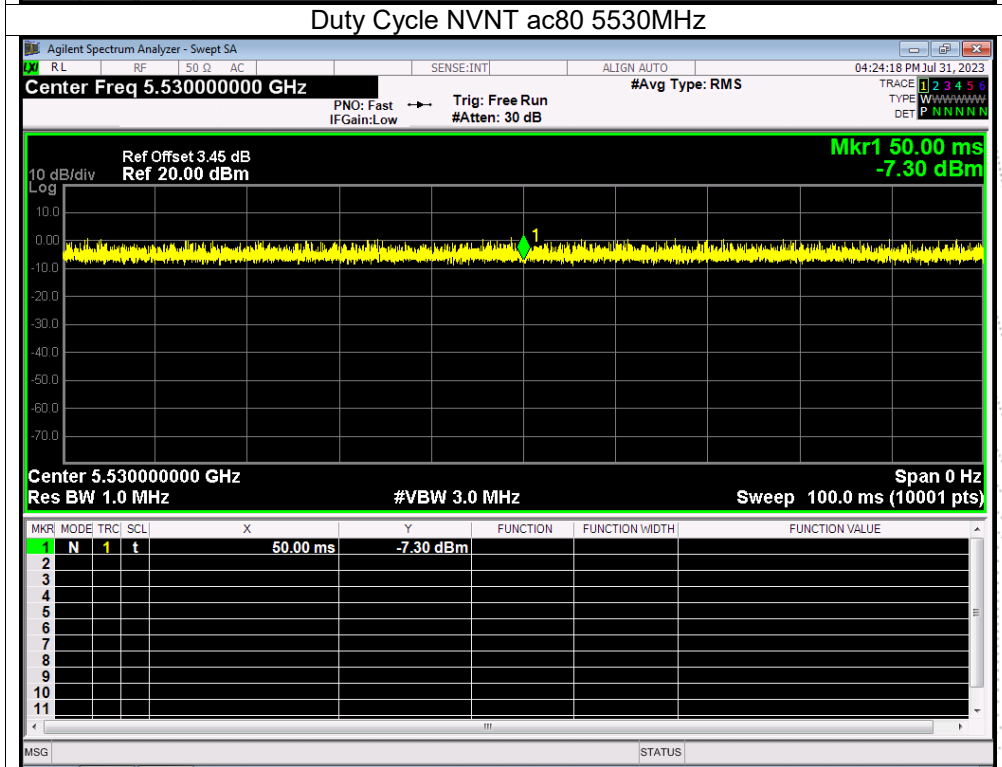 Duty Cycle NVNT ac80 5530MHz
Agilent Spectrum Analyzer - Swept SA
LXI RL RF 50 Ω AC SENSE:INT ALIGN AUTO 04:24:18 PM Jul 31, 2023
Center Freq 5.530000000 GHz #Avg Type: RMS TRACE 1 2 3 4 5 6
PNO: Fast Trig: Free Run TYPE WWWWWW
IFGain:Low #Atten: 30 dB DET P N N N N N
Mkr1 50.00 ms
Ref Offset 3.45 dB
10 dB/div Ref 20.00 dBm -7.30 dBm
Log
10.0
0.00
1
-10.0
-20.0
-30.0
-40.0
-50.0
-60.0
-70.0
Center 5.530000000 GHz Span 0 Hz
Res BW 1.0 MHz #VBW 3.0 MHz Sweep 100.0 ms (10001 pts)
MKR MODE TRC SCL X Y FUNCTION FUNCTION WIDTH FUNCTION VALUE
1 N 1 t 50.00 ms -7.30 dBm
2
3
4
5
6
7
8
9
10
11
MSG STATUS